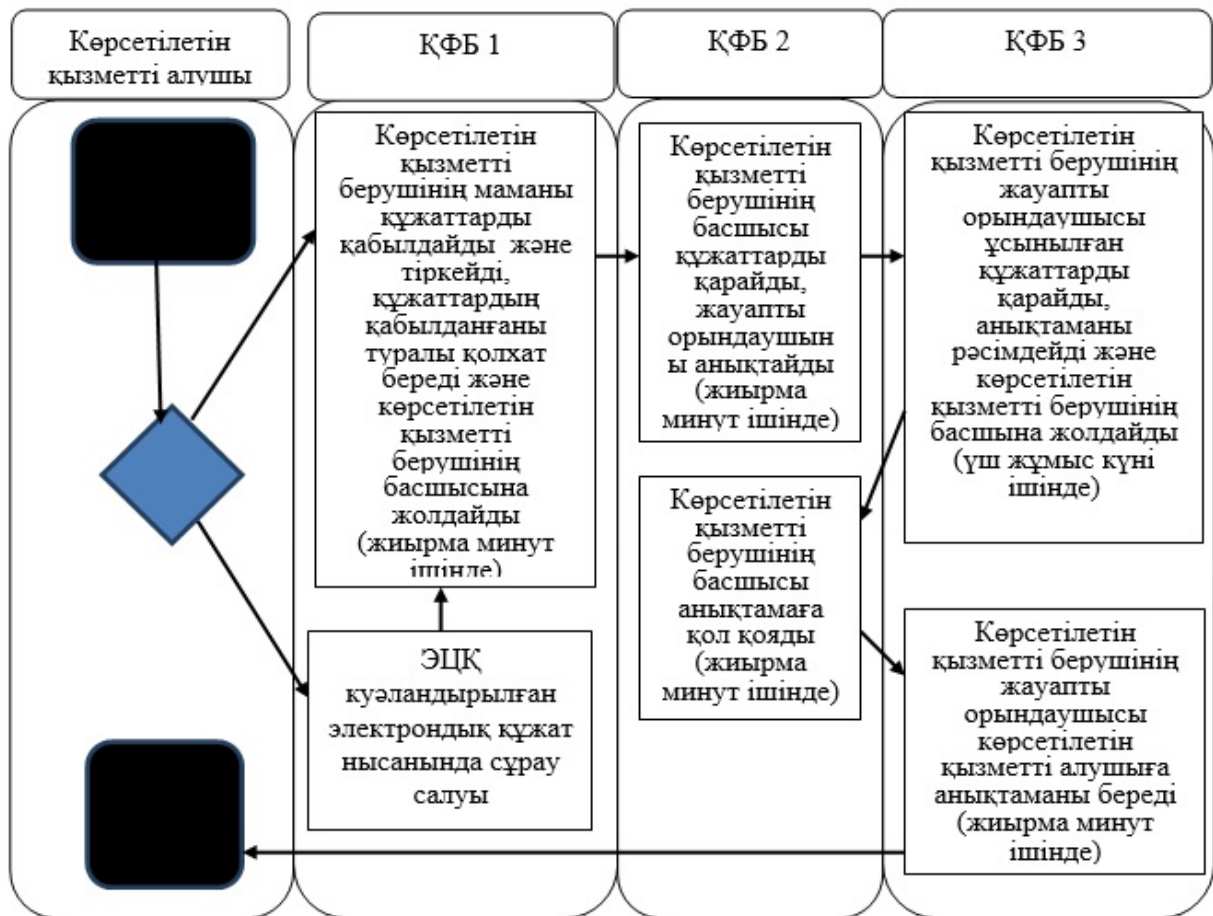 Көрсетілетін
қызметті алушы
ҚФБ 1
ҚФБ 2
ҚФБ 3
Көрсетілетін
қызметті
берушінің маманы
құжаттарды
қабылдайды және
тіркейді,
құжаттардың
қабылданғаны
туралы қолхат
береді және
көрсетілетін
қызметті
берушінің
басшысына
жолдайды
(жиырма минут
ішінде)
ЭЦҚ
куәландырылған
электрондық құжат
нысанында сұрау
салуы
Көрсетілетін
қызметті
берушінің
басшысы
құжаттарды
қарайды,
жауапты
орындаушын
ы анықтайды
(жиырма
минут ішінде)
Көрсетілетін
қызметті
берушінің
басшысы
анықтамаға
қол қояды
(жиырма
минут ішінде)
Көрсетілетін
қызметті берушінің
жауапты
орындаушысы
ұсынылған
құжаттарды
қарайды,
анықтаманы
рәсімдейді және
көрсетілетін
қызметті берушінің
басшына жолдайды
(үш жұмыс күні
ішінде)
Көрсетілетін
қызметті берушінің
жауапты
орындаушысы
көрсетілетін
қызметті алушыға
анықтаманы береді
(жиырма минут
ішінде)